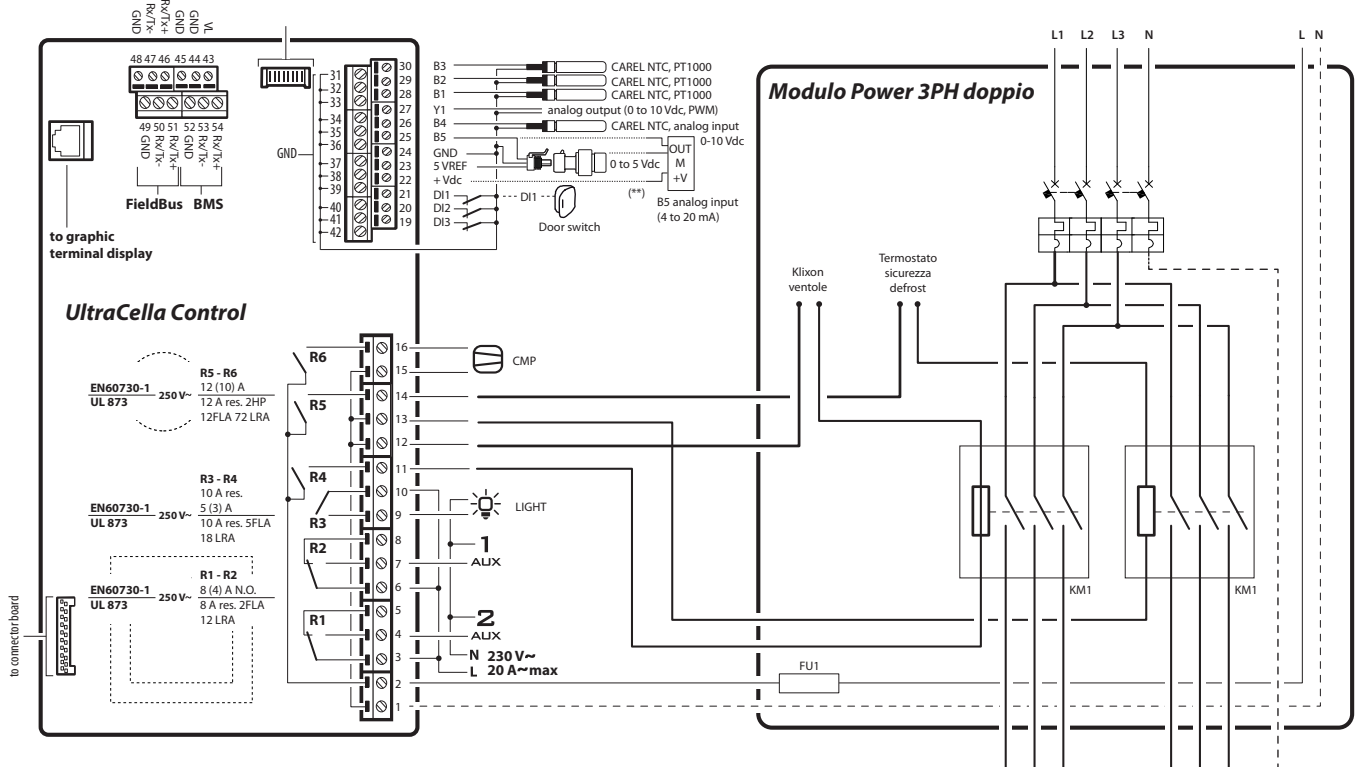 GND
Rx/Tx-
Rx/Tx+
GND
GND
VL
48 47 46 45 44 43
49 50 51 52 53 54
GND
Rx/Tx-
Rx/Tx+
GND
Rx/Tx-
Rx/Tx+
FieldBus BMS
to graphic
terminal display
GND
31
32
33
34
35
36
37
38
39
40
41
42
30
29
28
27
26
25
24
23
22
21
20
19
B3 CAREL NTC, PT1000
B2 CAREL NTC, PT1000
B1 CAREL NTC, PT1000
Y1 analog output (0 to 10 Vdc, PWM)
B4 CAREL NTC, analog input
B5 0-10 Vdc
GND
5 VREF 0 to 5 Vdc
+ Vdc
OUT
M
+V
(**)
B5 analog input
(4 to 20 mA)
DI1 DI1
DI2
DI3
Door switch
UltraCella Control
R5 - R6
EN60730-1
UL 873
250 V~
12 (10) A
12 A res. 2HP
12FLA 72 LRA
R3 - R4
10 A res.
EN60730-1
UL 873
250 V~
5 (3) A
10 A res. 5FLA
18 LRA
R1 - R2
EN60730-1
UL 873
250 V~
8 (4) A N.O.
8 A res. 2FLA
12 LRA
to connector board
R6
R5
R4
R3
R2
R1
16
15
14
13
12
11
10
9
8
7
6
5
4
3
2
1
CMP
LIGHT
1
AUX
2
AUX
N 230 V~
L 20 A~max
FU1
Modulo Power 3PH doppio
L1 L2 L3 N
L N
Klixon
ventole
Termostato
sicurezza
defrost
KM1
KM1